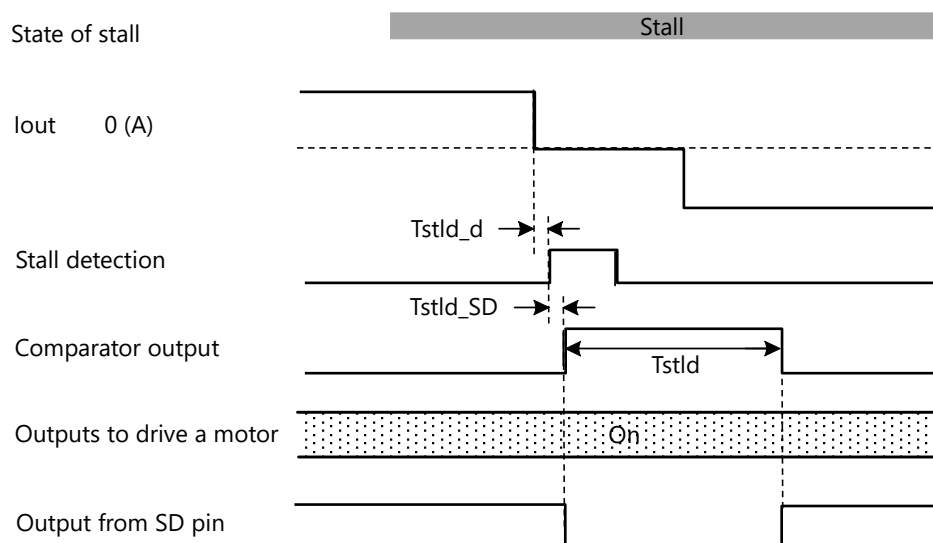 State of stall
Stall
Iout 0 (A)
Tstld_d
Stall detection
Tstld_SD
Comparator output
Tstld
Outputs to drive a motor
On
Output from SD pin